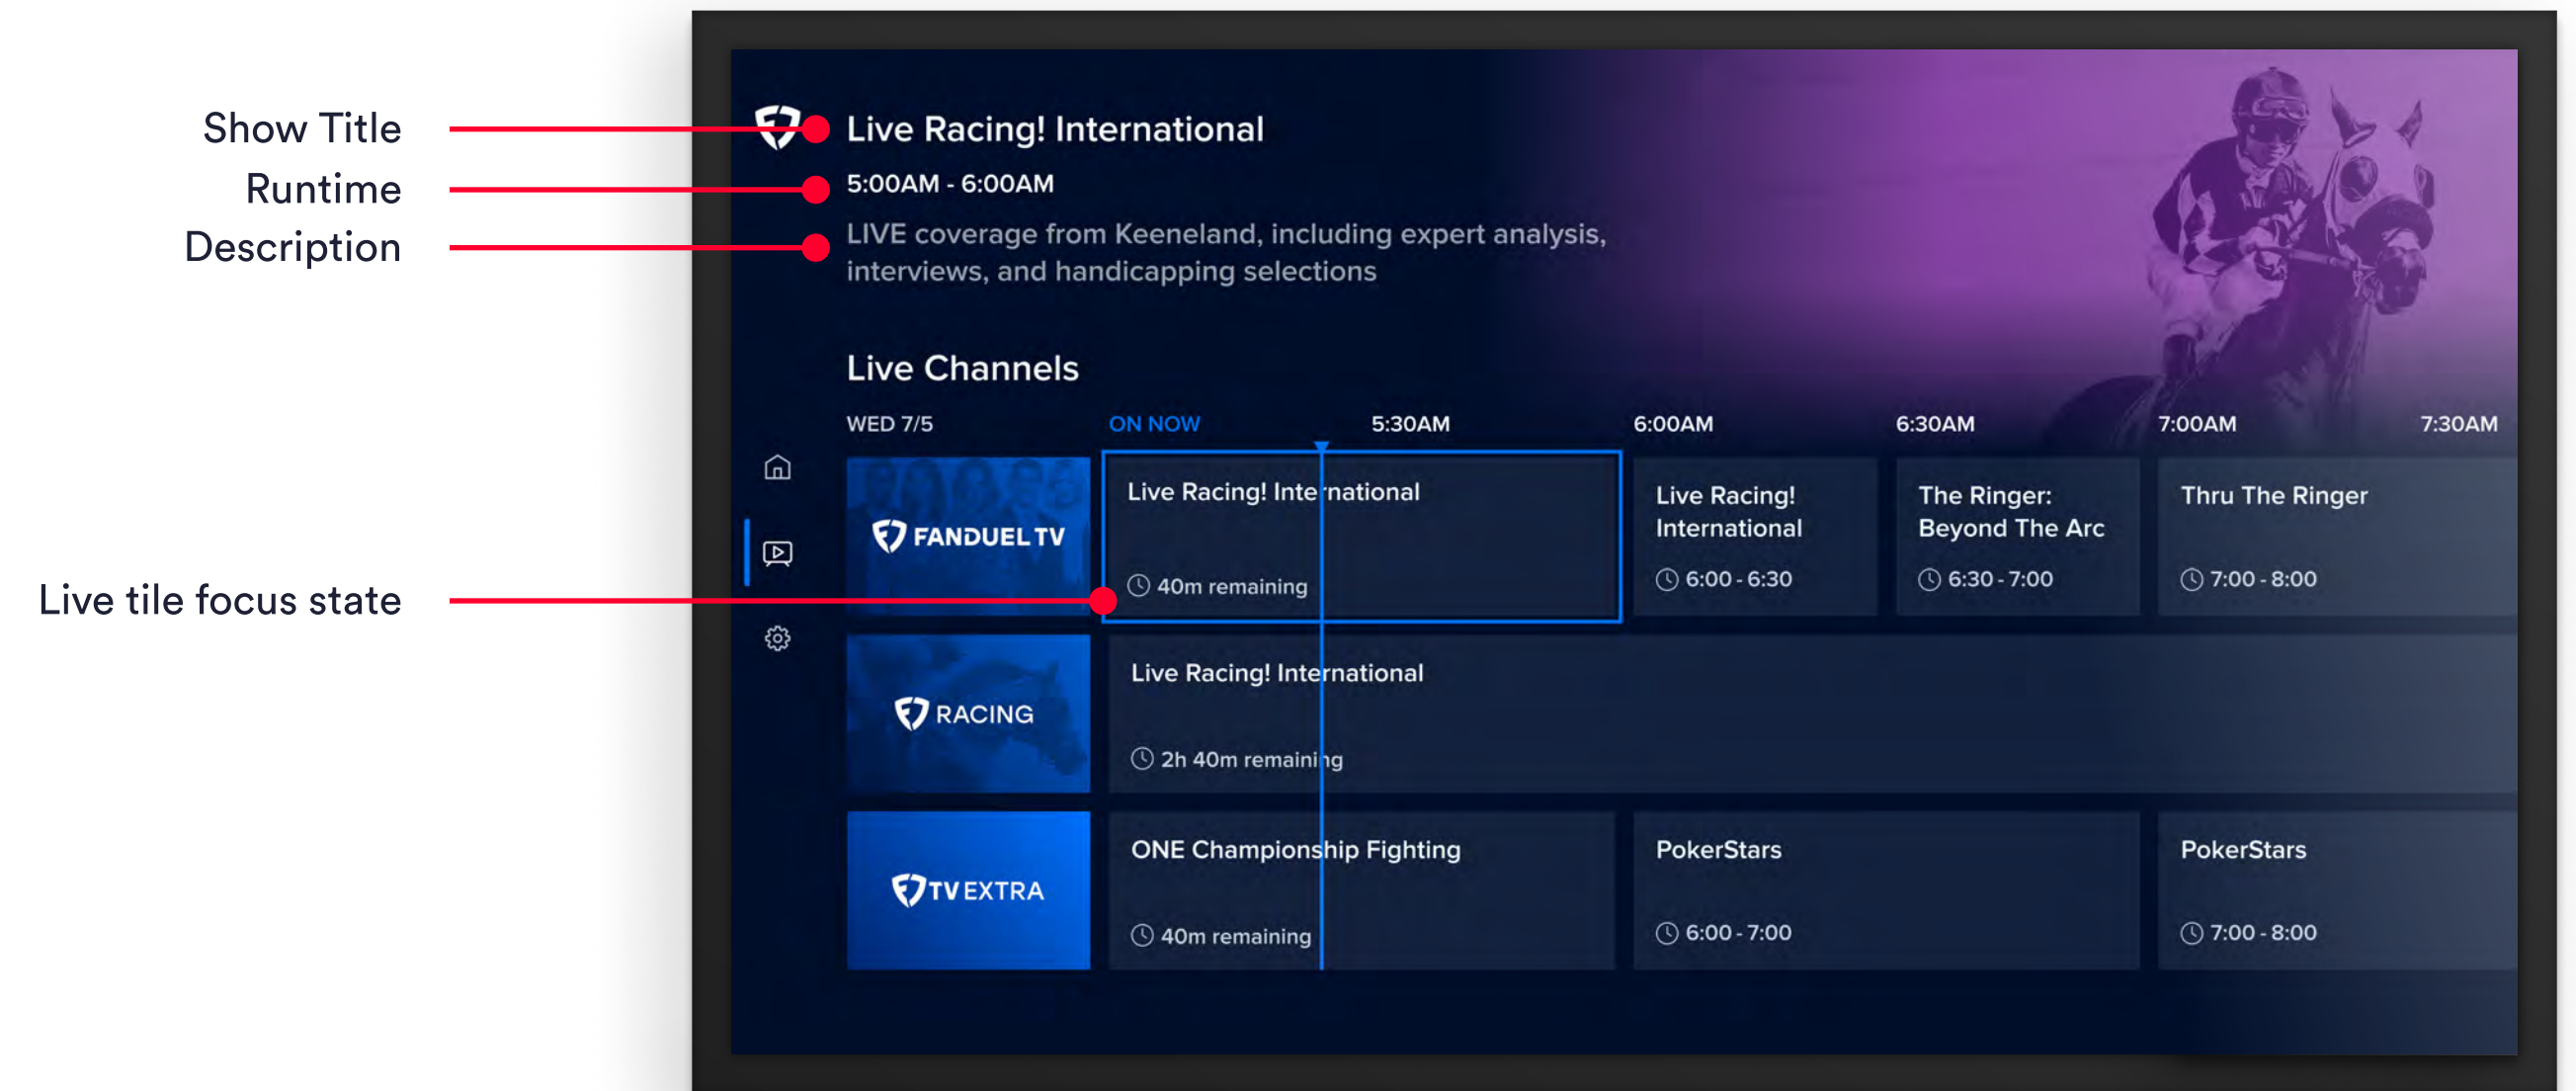 Show Title
Runtime
Description
Live tile focus state
Live Racing! International
5:00AM - 6:00AM
LIVE coverage from Keeneland, including expert analysis,
interviews, and handicapping selections
Live Channels
WED 7/5
ON NOW
5:30AM
6:00AM
6:30AM
7:00AM
7:30AM
FANDUEL TV
Live Racing! International
40m remaining
Live Racing!
International
6:00 - 6:30
The Ringer:
Beyond The Arc
6:30 - 7:00
Thru The Ringer
7:00 - 8:00
RACING
Live Racing! International
2h 40m remaining
TV EXTRA
ONE Championship Fighting
40m remaining
PokerStars
6:00 - 7:00
PokerStars
7:00 - 8:00